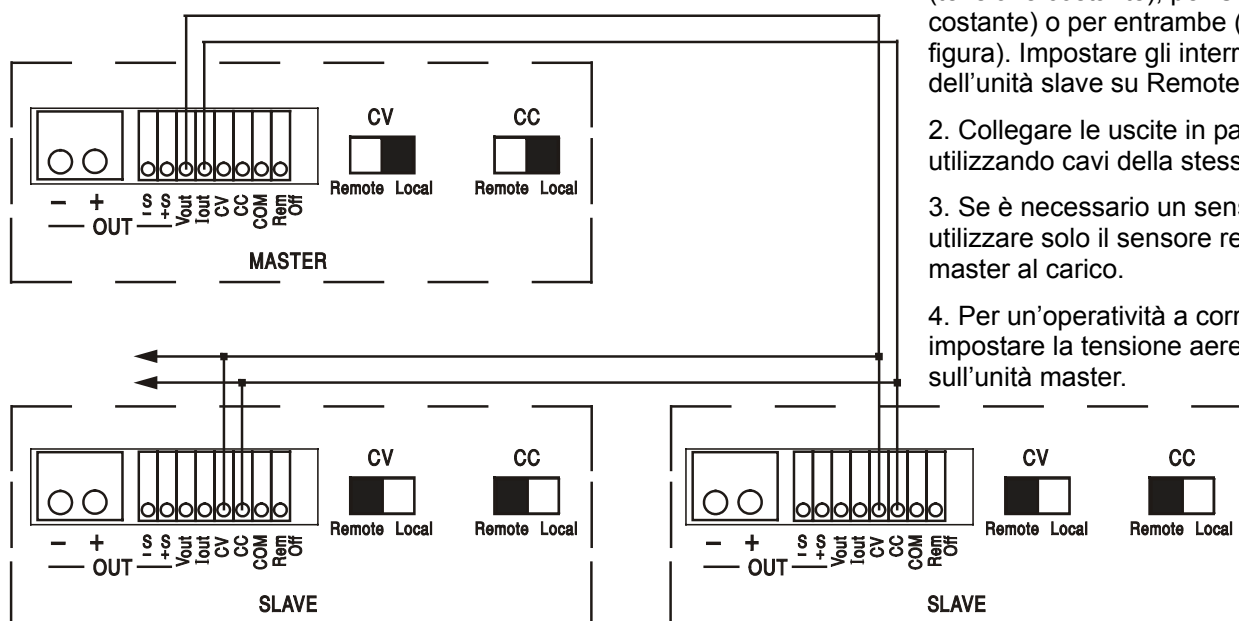 (tensione costante), per
costante) o per entrambe (
figura). Impostare gli interr
dell'unità slave su Remote
2. Collegare le uscite in pa
utilizzando cavi della stess
3. Se è necessario un sens
utilizzare solo il sensore re
master al carico.
4. Per un'operatività a corr
impostare la tensione aere
sull'unità master.
CV CC
Remote Local Remote Local
− + -S +S Vout Iout CV CC COM Rem Off
OUT
MASTER
CV CC
Remote Local Remote Local
− + -S +S Vout Iout CV CC COM Rem Off
OUT
SLAVE
CV CC
Remote Local Remote Local
− + -S +S Vout Iout CV CC COM Rem Off
OUT
SLAVE